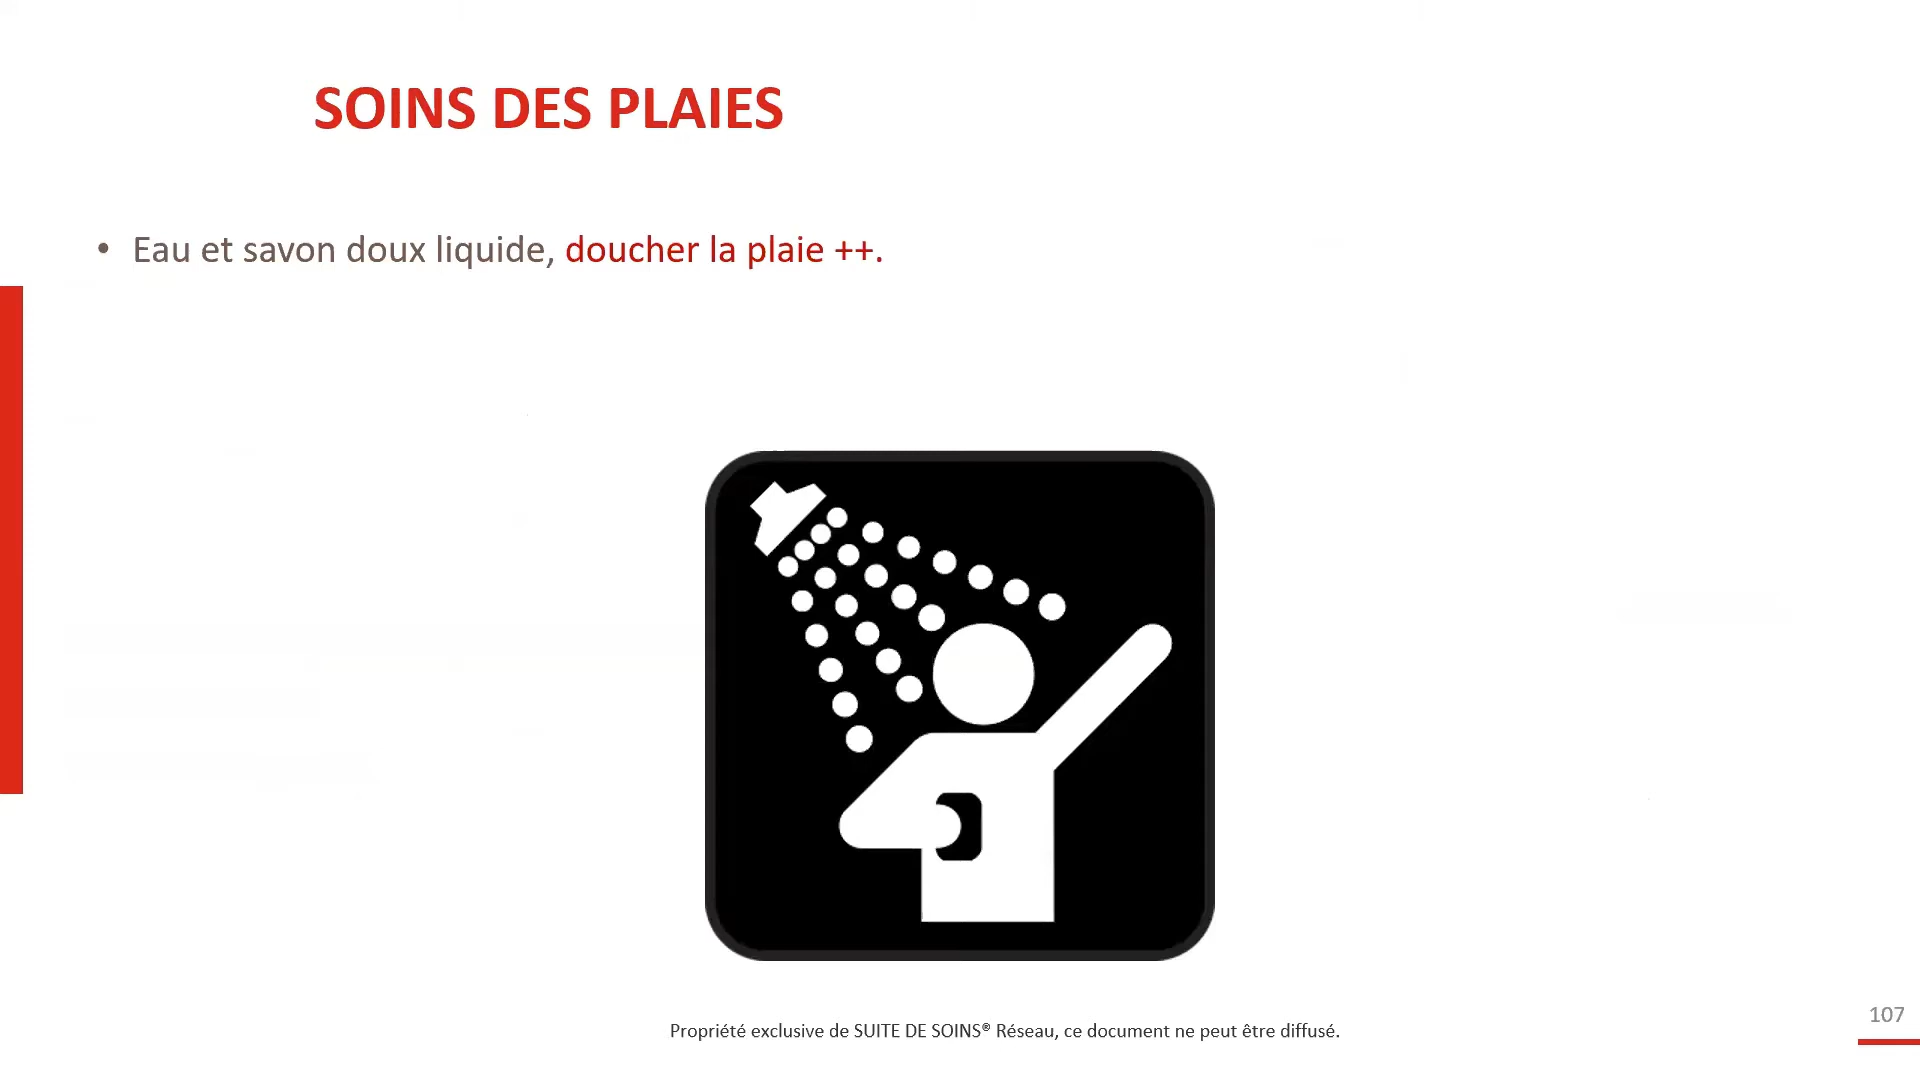 SOINS DES PLAIES
• Eau et savon doux liquide, doucher la plaie ++.
Propriété exclusive de SUITE DE SOINS® Réseau, ce document ne peut être diffusé.
107